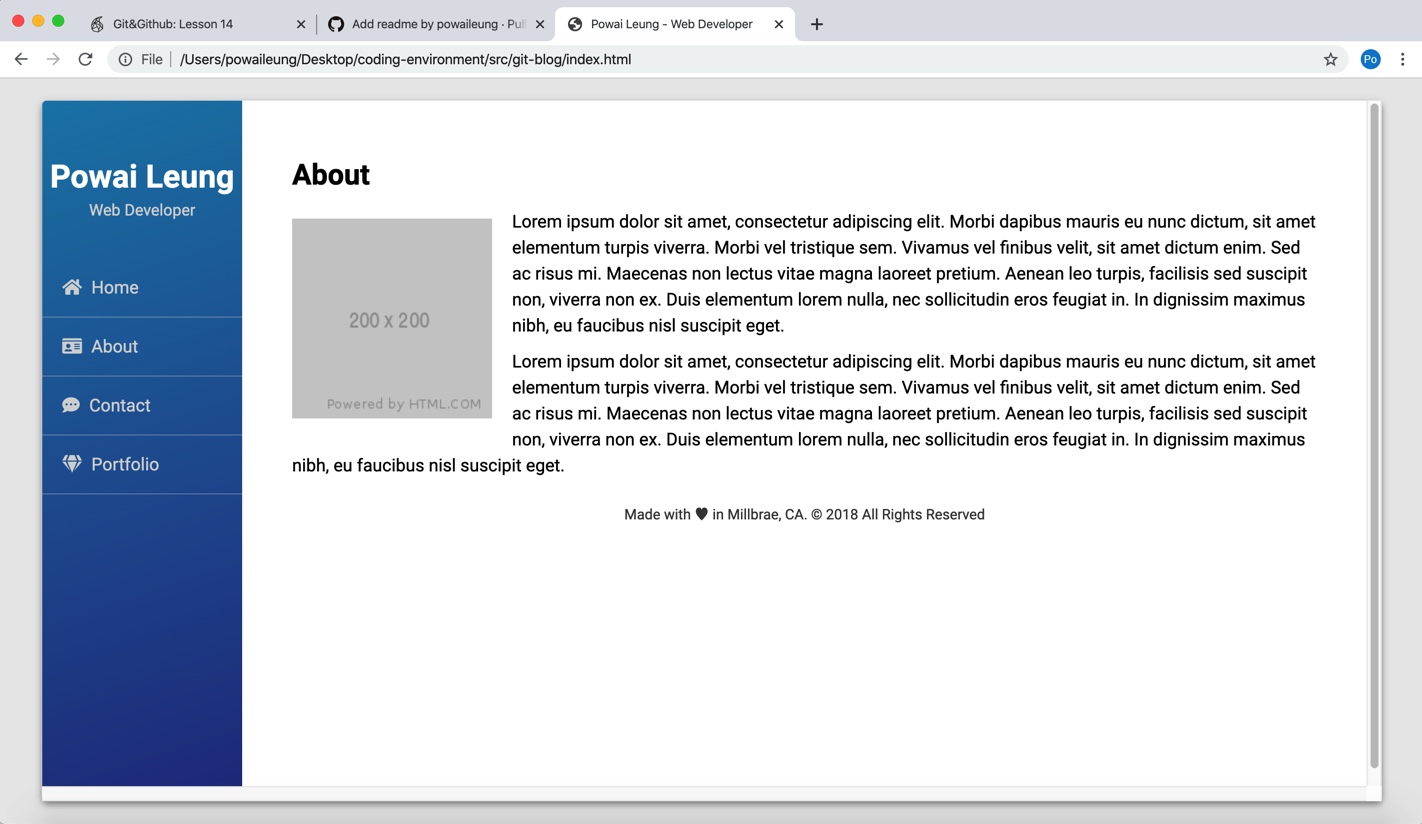 Git&Github: Lesson 14
Add readme by powaileung · Pull
Powai Leung - Web Developer
File
/Users/powaileung/Desktop/coding-environment/src/git-blog/index.html
Po
Powai Leung
Web Developer
Home
About
Contact
Portfolio
About
200 x 200
Powered by HTML.COM
Lorem ipsum dolor sit amet, consectetur adipiscing elit. Morbi dapibus mauris eu nunc dictum, sit amet
elementum turpis viverra. Morbi vel tristique sem. Vivamus vel finibus velit, sit amet dictum enim. Sed
ac risus mi. Maecenas non lectus vitae magna laoreet pretium. Aenean leo turpis, facilisis sed suscipit
non, viverra non ex. Duis elementum lorem nulla, nec sollicitudin eros feugiat in. In dignissim maximus
nibh, eu faucibus nisl suscipit eget.
Lorem ipsum dolor sit amet, consectetur adipiscing elit. Morbi dapibus mauris eu nunc dictum, sit amet
elementum turpis viverra. Morbi vel tristique sem. Vivamus vel finibus velit, sit amet dictum enim. Sed
ac risus mi. Maecenas non lectus vitae magna laoreet pretium. Aenean leo turpis, facilisis sed suscipit
non, viverra non ex. Duis elementum lorem nulla, nec sollicitudin eros feugiat in. In dignissim maximus
nibh, eu faucibus nisl suscipit eget.
Made with ♥ in Millbrae, CA. © 2018 All Rights Reserved